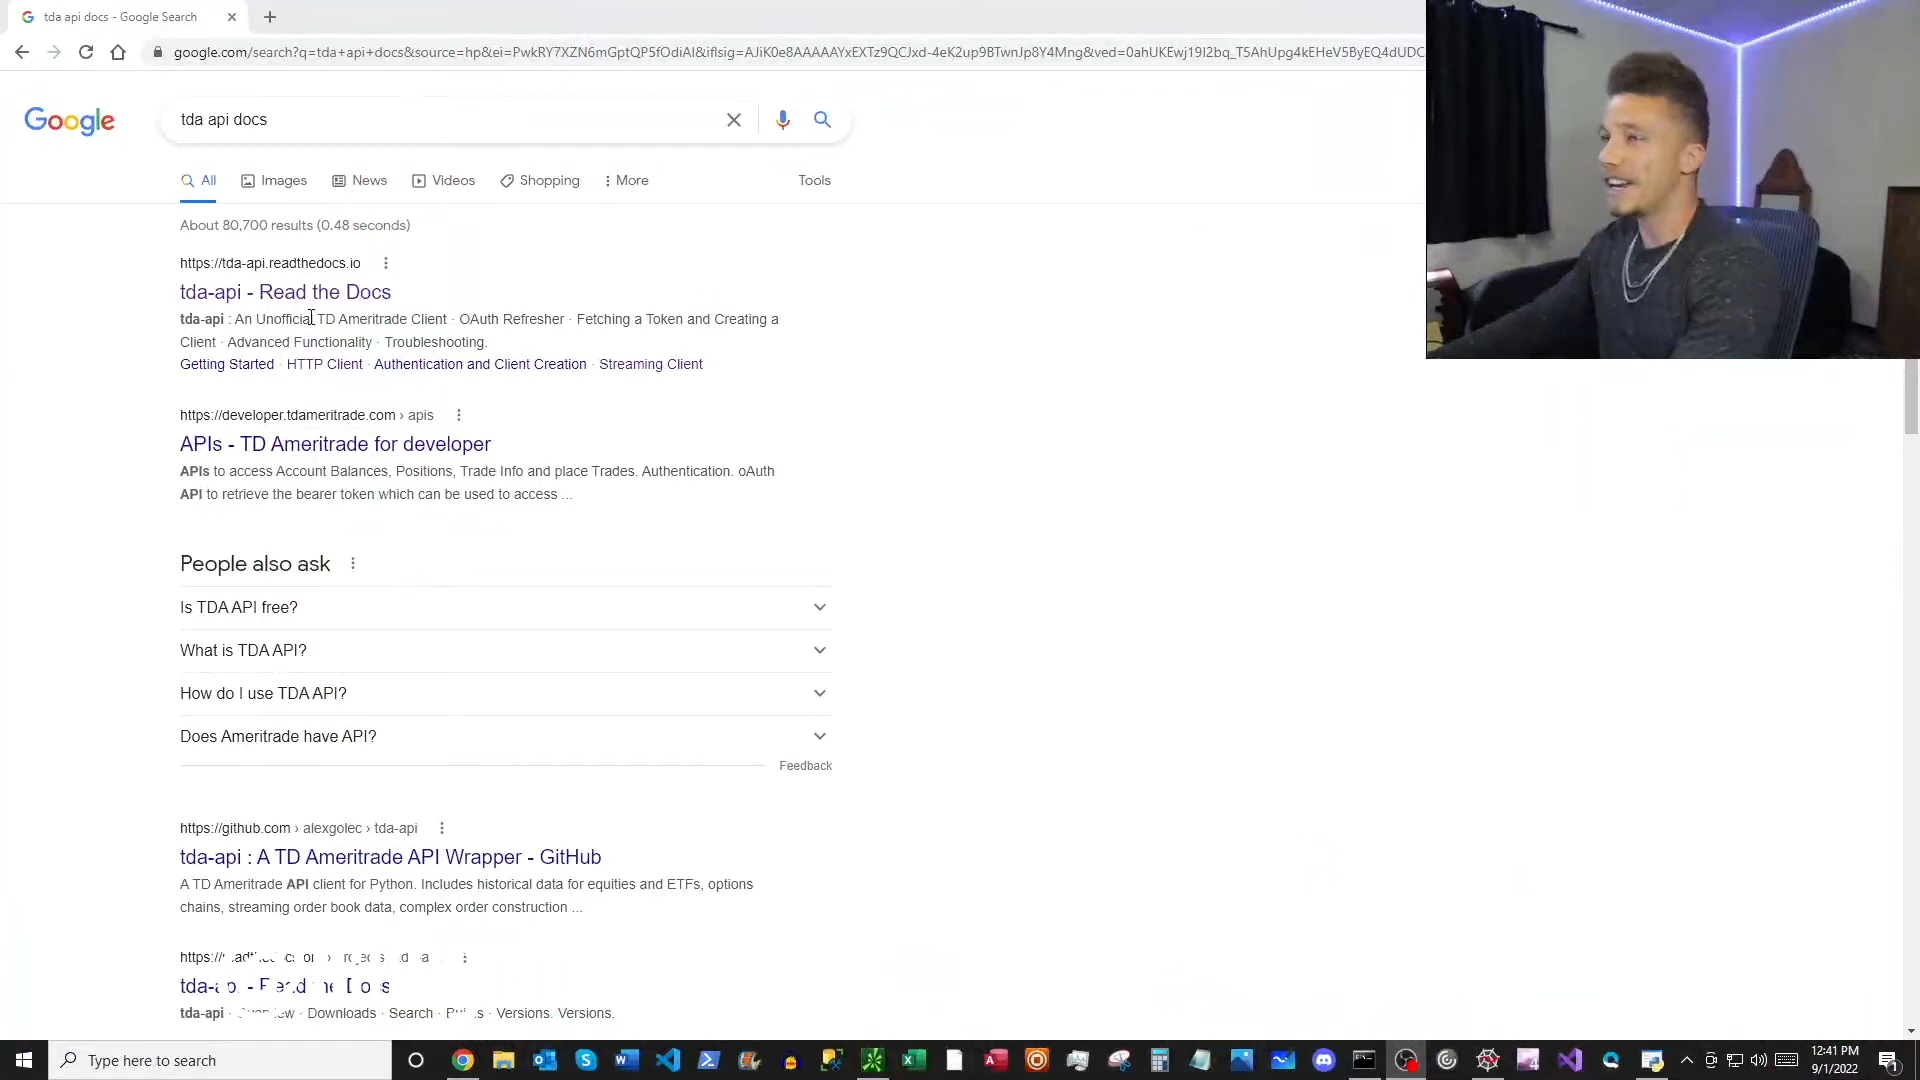 tda api docs - Google Search
google.com/search?q=tda+api+docs&source=hp&ei=PwkRY7XZN6mGptQP5fOdiAI&iflsig=AJiK0e8AAAAAYxEXTz9QCJxd-4eK2up9BTwnJp8Y4Mng&ved=0ahUKEwj19I2bq_T5AhUpg4kEHeV5ByEQ4dUDC
Google
tda api docs
All
Images
News
Videos
Shopping
More
Tools
About 80,700 results (0.48 seconds)
https://tda-api.readthedocs.io
tda-api - Read the Docs
tda-api : An Unofficial TD Ameritrade Client · OAuth Refresher · Fetching a Token and Creating a
Client · Advanced Functionality · Troubleshooting.
Getting Started · HTTP Client · Authentication and Client Creation · Streaming Client
https://developer.tdameritrade.com › apis
APIs - TD Ameritrade for developer
APIs to access Account Balances, Positions, Trade Info and place Trades. Authentication. oAuth
API to retrieve the bearer token which can be used to access ...
People also ask
Is TDA API free?
What is TDA API?
How do I use TDA API?
Does Ameritrade have API?
Feedback
https://github.com › alexgolec › tda-api
tda-api : A TD Ameritrade API Wrapper - GitHub
A TD Ameritrade API client for Python. Includes historical data for equities and ETFs, options
chains, streaming order book data, complex order construction ...
https://
tda-api - Read the Docs
tda-api · Overview · Downloads · Search · · Versions. Versions.
Type here to search
12:41 PM
9/1/2022